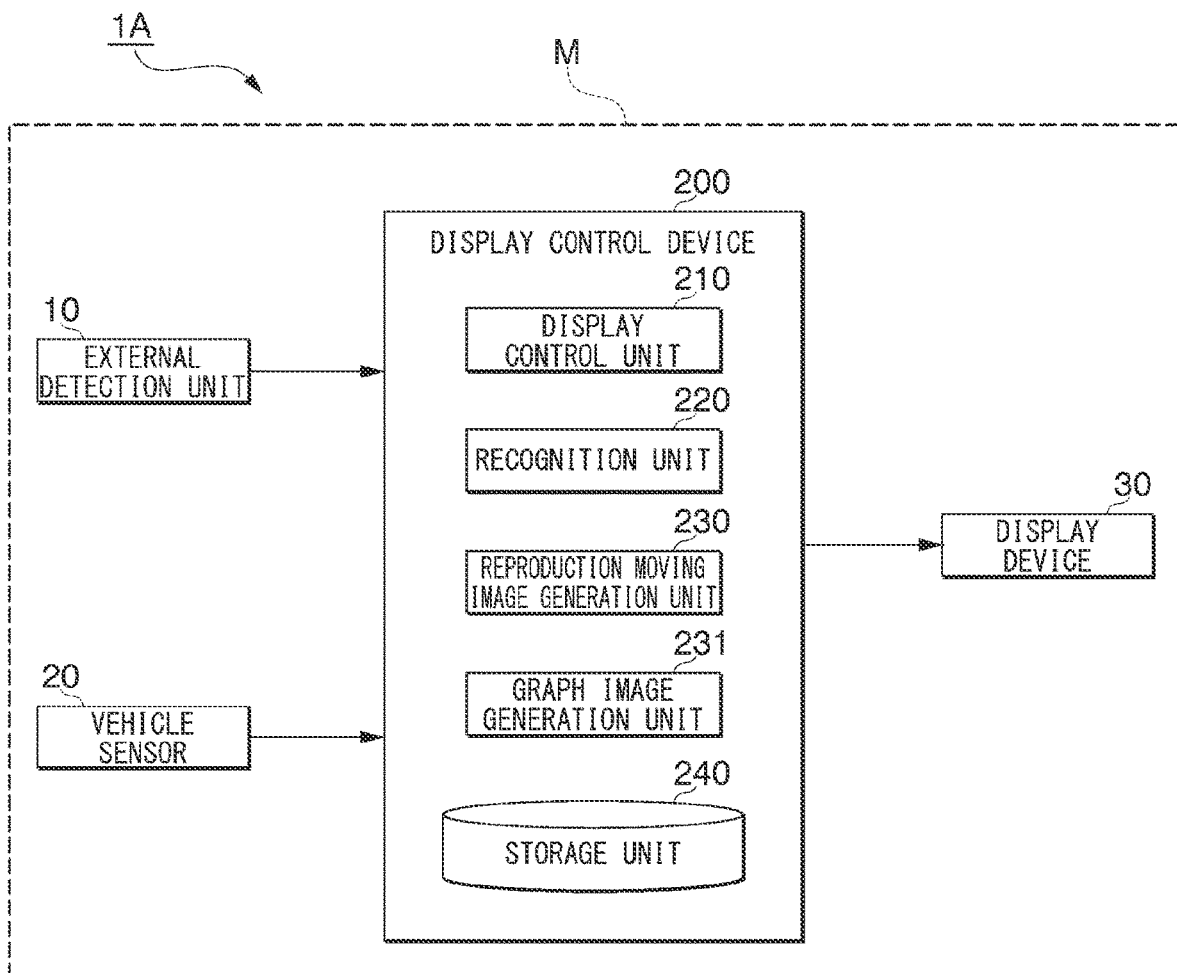 1A
M
200
DISPLAY CONTROL DEVICE
210
DISPLAY
CONTROL UNIT
10
EXTERNAL
DETECTION UNIT
220
RECOGNITION UNIT
30
DISPLAY
DEVICE
230
REPRODUCTION MOVING
IMAGE GENERATION UNIT
231
GRAPH IMAGE
GENERATION UNIT
20
VEHICLE
SENSOR
240
STORAGE UNIT